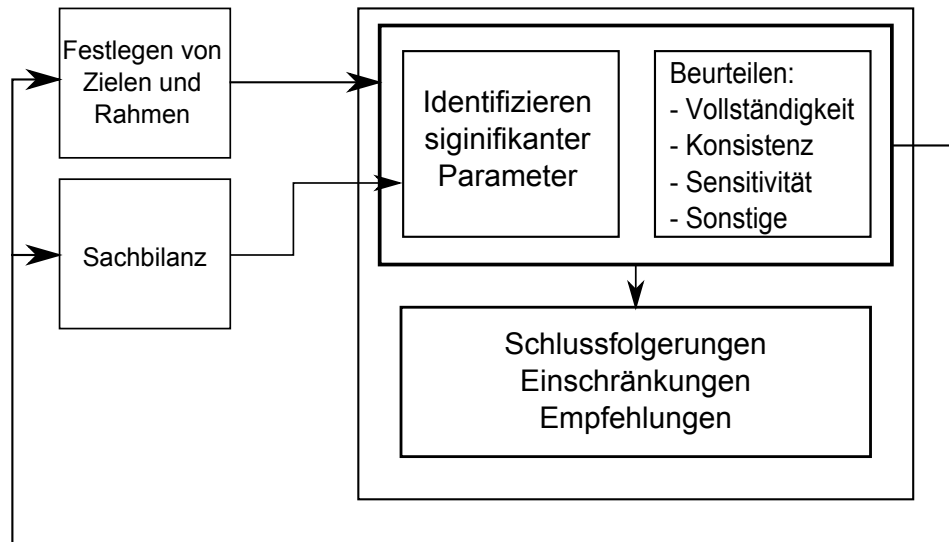 Festlegen von
Zielen und
Rahmen
Sachbilanz
Identifizieren
siginifikanter
Parameter
Beurteilen:
- Vollständigkeit
- Konsistenz
- Sensitivität
- Sonstige
Schlussfolgerungen
Einschränkungen
Empfehlungen